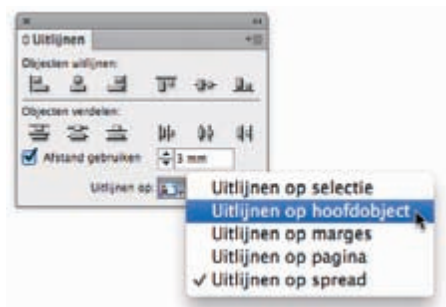 Uitlijnen
Objecten uitlijnen:
Objecten verdelen:
Afstand gebruiken 3 mm
Uitlijnen op:
Uitlijnen op selectie
Uitlijnen op hoofdobject
Uitlijnen op marges
Uitlijnen op pagina
Uitlijnen op spread